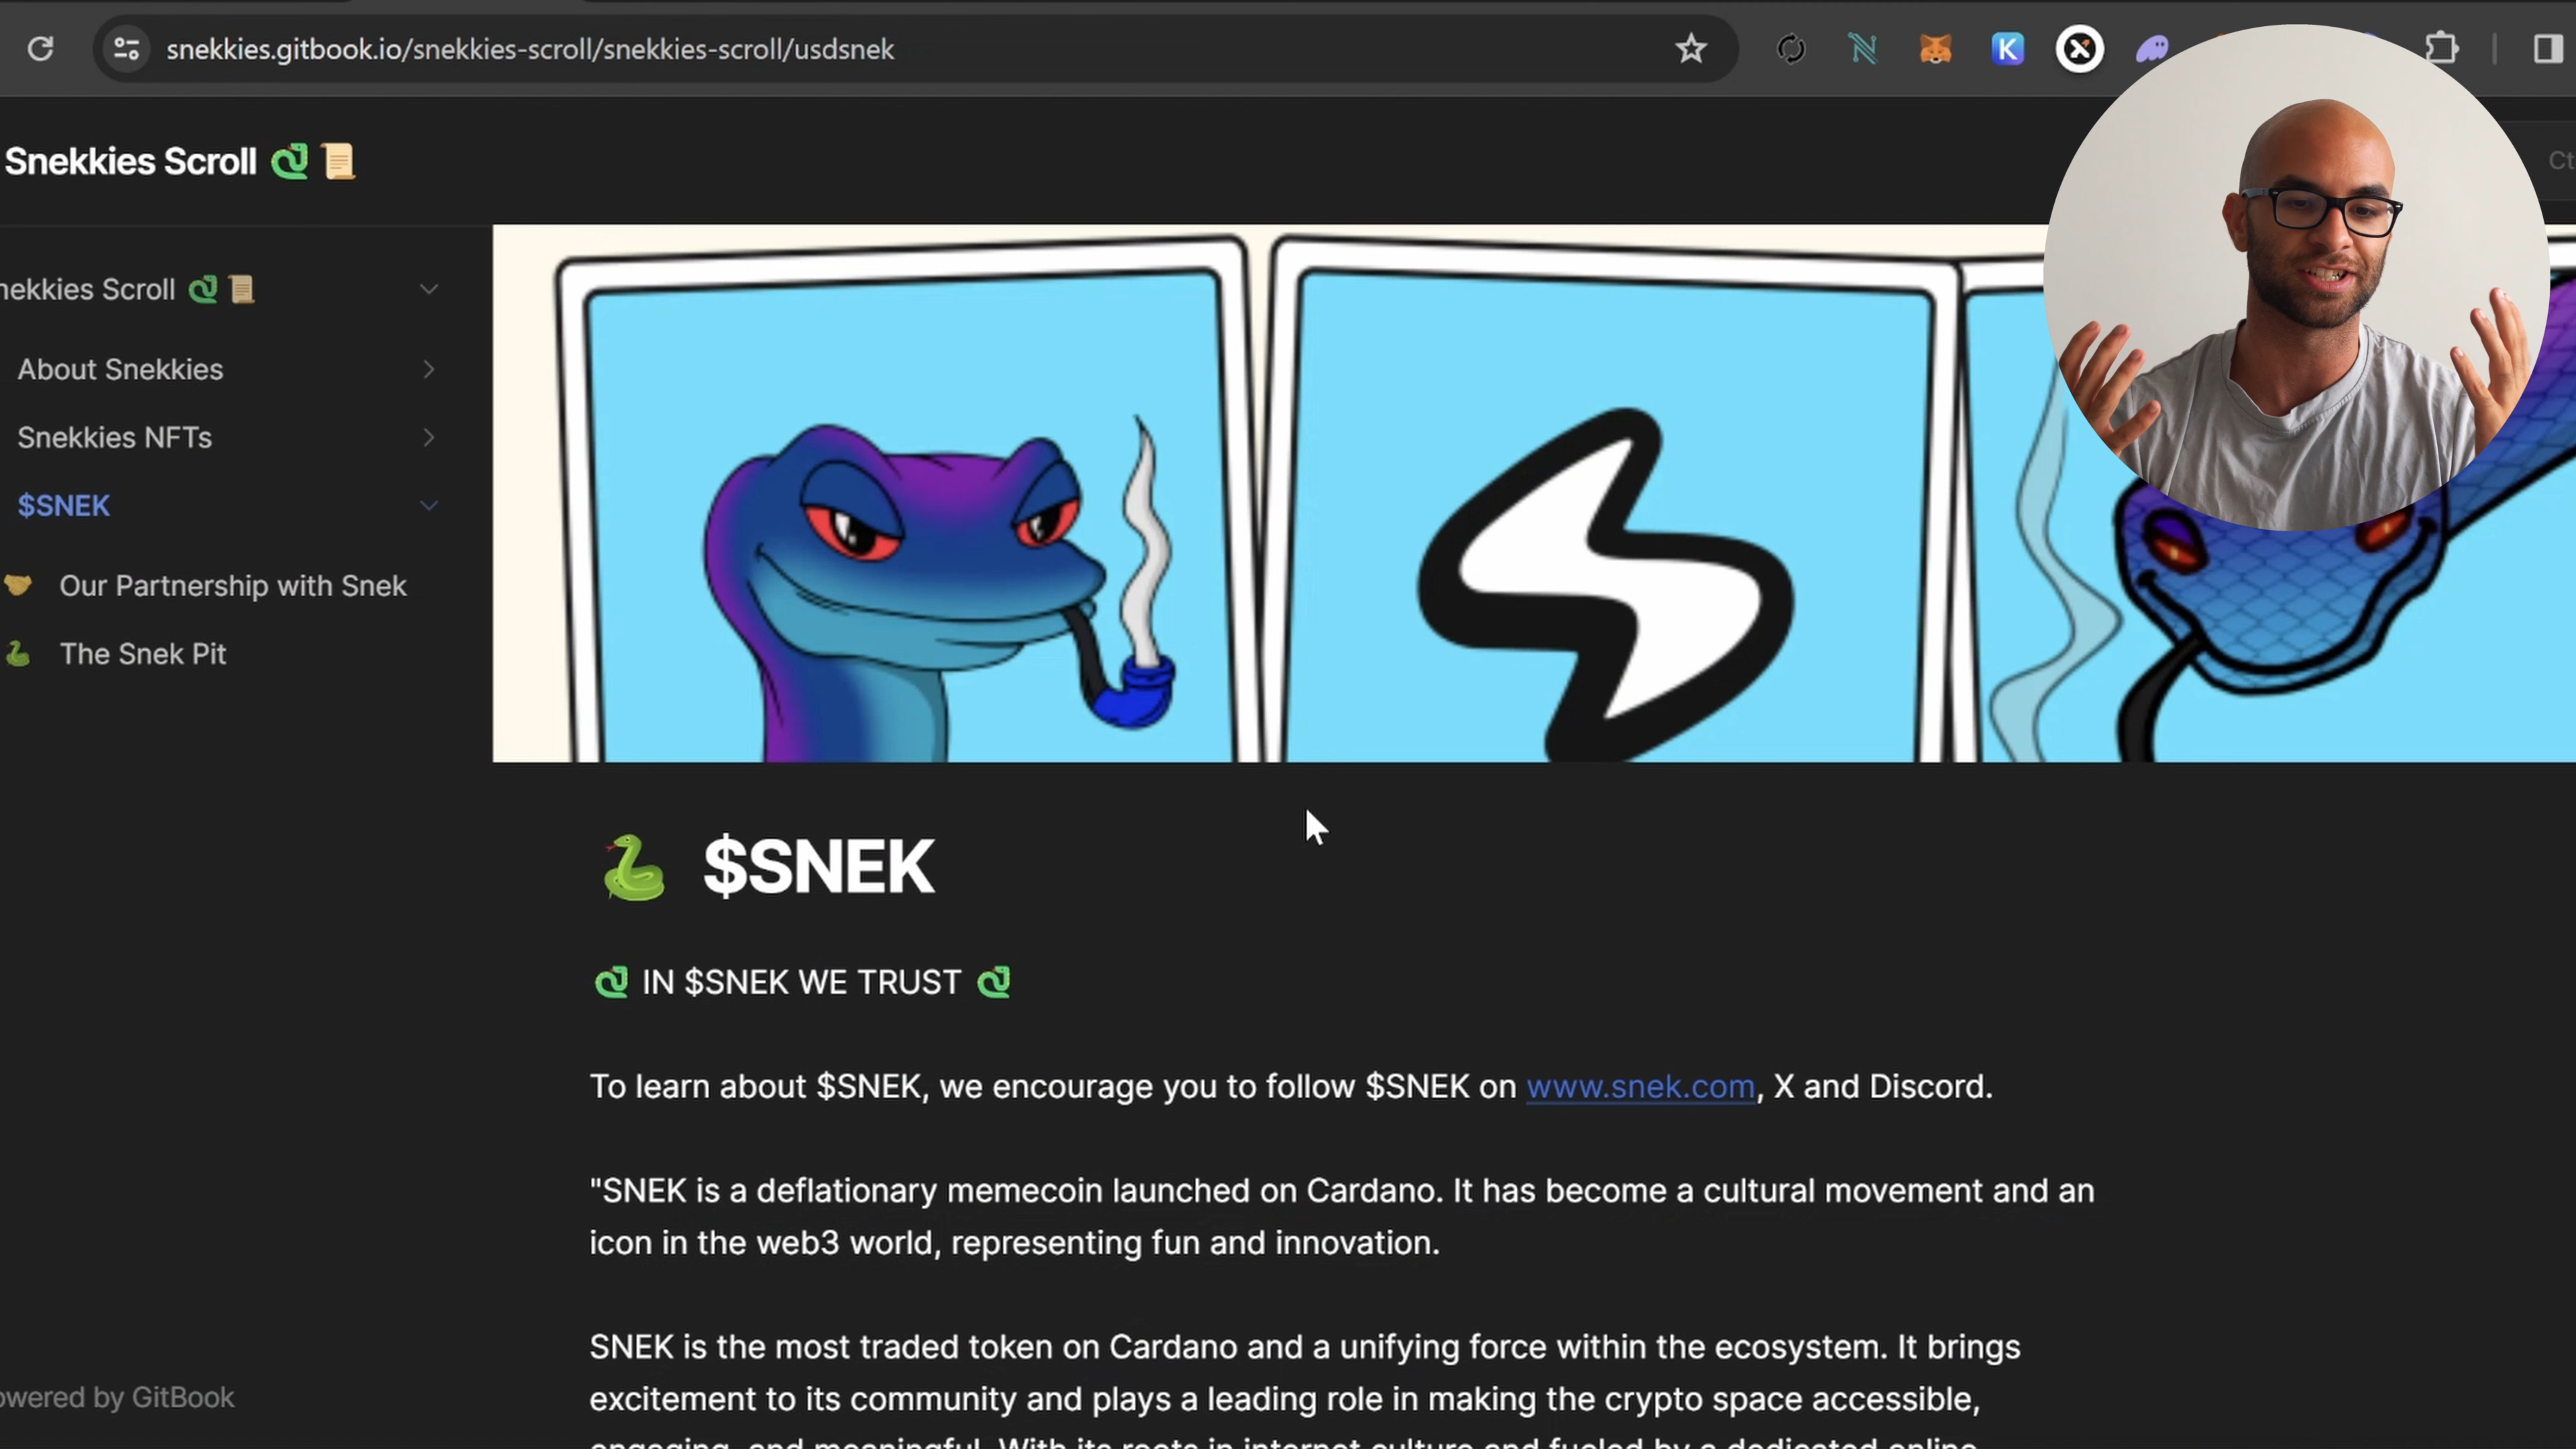 snekkies.gitbook.io/snekkies-scroll/snekkies-scroll/usdsnek
Snekkies Scroll
Scroll
About Snekkies
Snekkies NFTs
$SNEK
Our Partnership with Snek
The Snek Pit
$SNEK
IN $SNEK WE TRUST
To learn about $SNEK, we encourage you to follow $SNEK on www.snek.com, X and Discord.
"SNEK is a deflationary memecoin launched on Cardano. It has become a cultural movement and an
icon in the web3 world, representing fun and innovation.
SNEK is the most traded token on Cardano and a unifying force within the ecosystem. It brings
excitement to its community and plays a leading role in making the crypto space accessible,
by GitBook